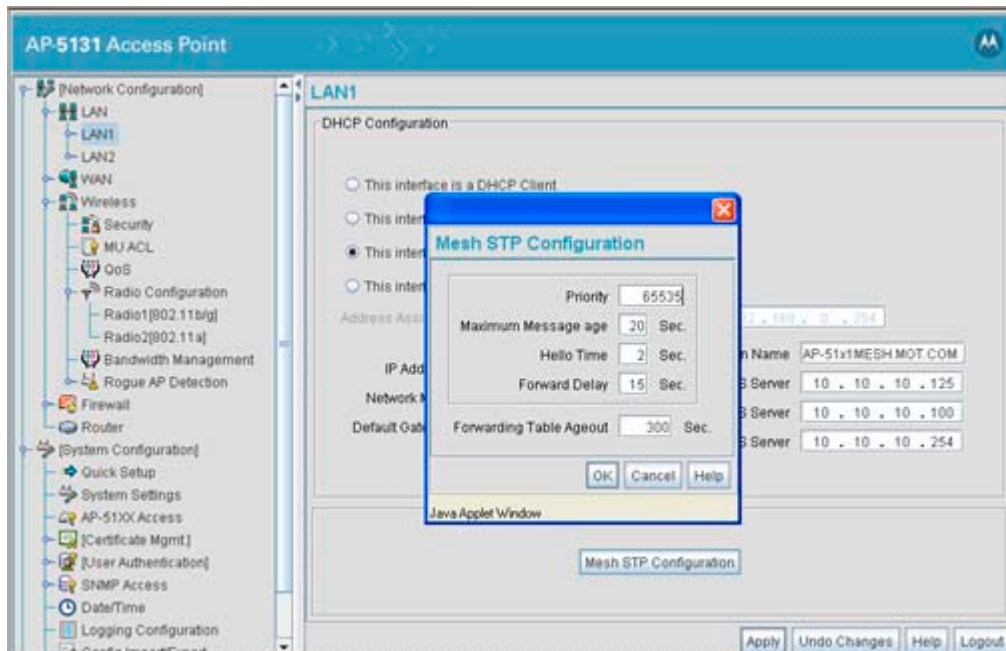 AP-5131 Access Point
[Network Configuration]
LAN
LAN1
LAN2
WAN
Wireless
Security
MU ACL
QoS
Radio Configuration
Radio1[802.11b/g]
Radio2[802.11a]
Bandwidth Management
Rogue AP Detection
Firewall
Router
[System Configuration]
Quick Setup
System Settings
AP-51XX Access
[Certificate Mgmt.]
[User Authentication]
SNMP Access
Date/Time
Logging Configuration
Config Import/Export
LAN1
DHCP Configuration
This interface is a DHCP Client
This inter
This inter
This inter
Address Assi
.254
IP Add
n Name AP-51x1MESH.MOT.COM
Network M
S Server 10 . 10 . 10 . 125
Default Gate
S Server 10 . 10 . 10 . 100
S Server 10 . 10 . 10 . 254
Mesh STP Configuration
Priority 65535
Maximum Message age 20 Sec.
Hello Time 2 Sec.
Forward Delay 15 Sec.
Forwarding Table Ageout 300 Sec.
OK Cancel Help
Java Applet Window
Mesh STP Configuration
Apply Undo Changes Help Logout